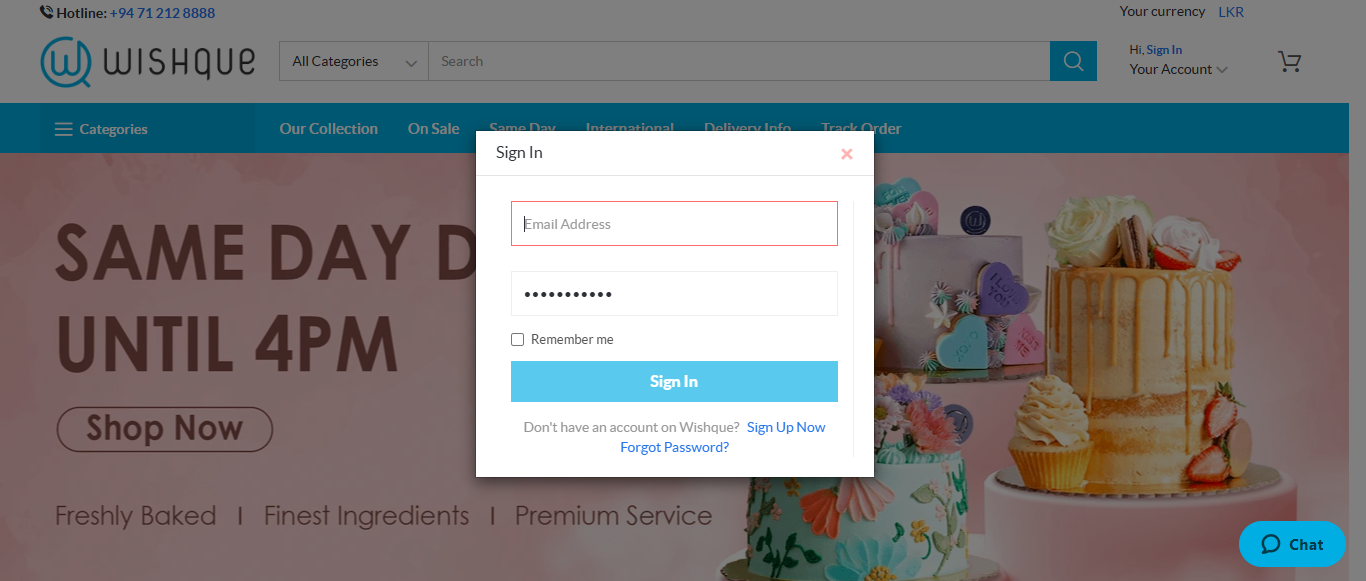 Hotline: +94 71 212 8888
Your currency LKR
WISHQUE
All Categories
Search
Hi, Sign In
Your Account
Categories
Our Collection
On Sale
Same Day
International
Delivery Info
Track Order
Sign In
Email Address
Remember me
Sign In
Don't have an account on Wishque? Sign Up Now
Forgot Password?
SAME DAY D
UNTIL 4PM
Shop Now
Freshly Baked | Finest Ingredients | Premium Service
I LOVE YOU
XOXO
Chat